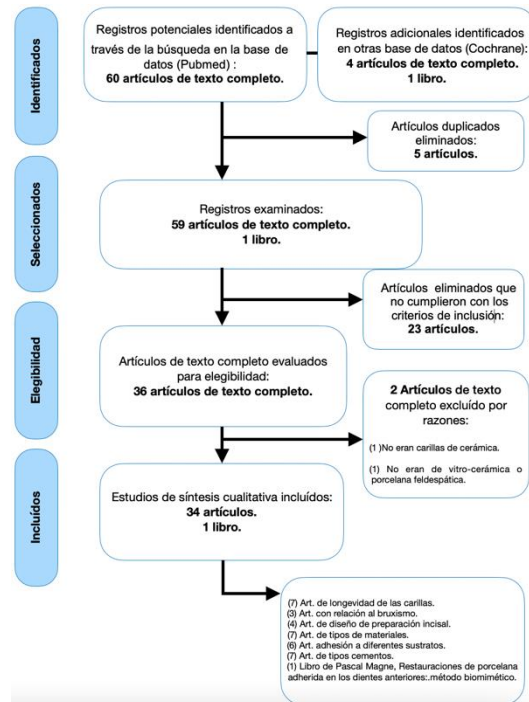 Identificados
Registros potenciales identificados a
través de la búsqueda en la base de
datos (Pubmed) :
60 artículos de texto completo.
Registros adicionales identificados
en otras base de datos (Cochrane):
4 artículos de texto completo.
1 libro.
Artículos duplicados
eliminados:
5 artículos.
Seleccionados
Registros examinados:
59 artículos de texto completo.
1 libro.
Artículos eliminados que
no cumplieron con los
criterios de inclusión:
23 artículos.
Elegibilidad
Artículos de texto completo evaluados
para elegibilidad:
36 artículos de texto completo.
2 Artículos de texto
completo excluído por
razones:
(1 )No eran carillas de cerámica.
(1) No eran de vitro-cerámica o
porcelana feldespática.
Incluídos
Estudios de síntesis cualitativa incluídos:
34 artículos.
1 libro.
(7) Art. de longevidad de las carillas.
(3) Art. con relación al bruxismo.
(4) Art. de diseño de preparación incisal.
(7) Art. de tipos de materiales.
(6) Art. adhesión a diferentes sustratos.
(7) Art. de tipos cementos.
(1) Libro de Pascal Magne, Restauraciones de porcelana
adherida en los dientes anteriores:.método biomimético.